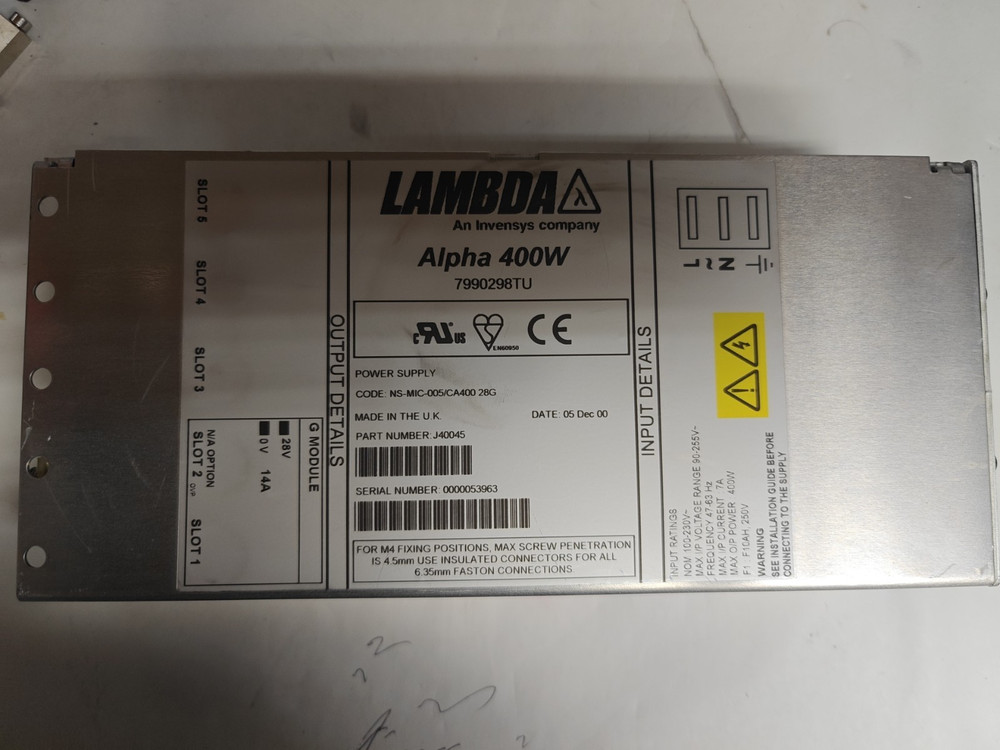 SLOT 5
SLOT 4
SLOT 3
SLOT 2 OVP
SLOT 1
N/A OPTION
G MODULE
28V
0V 14A
OUTPUT DETAILS
LAMBDA λ
An Invensys company
Alpha 400W
7990298TU
c RU US
EN60950
CE
POWER SUPPLY
CODE: NS-MIC-005/CA400 28G
MADE IN THE U.K. DATE: 05 Dec 00
PART NUMBER: J40045
SERIAL NUMBER: 0000053963
FOR M4 FIXING POSITIONS, MAX SCREW PENETRATION
IS 4.5mm USE INSULATED CONNECTORS FOR ALL
6.35mm FASTON CONNECTIONS
INPUT DETAILS
L ~ N
INPUT RATINGS
NOM 100-230V~
MAX I/P VOLTAGE RANGE 90-255V~
FREQUENCY 47-63 Hz
MAX I/P CURRENT 7A
MAX O/P POWER 400W
F1 F10AH 250V
WARNING
SEE INSTALLATION GUIDE BEFORE
CONNECTING TO THE SUPPLY